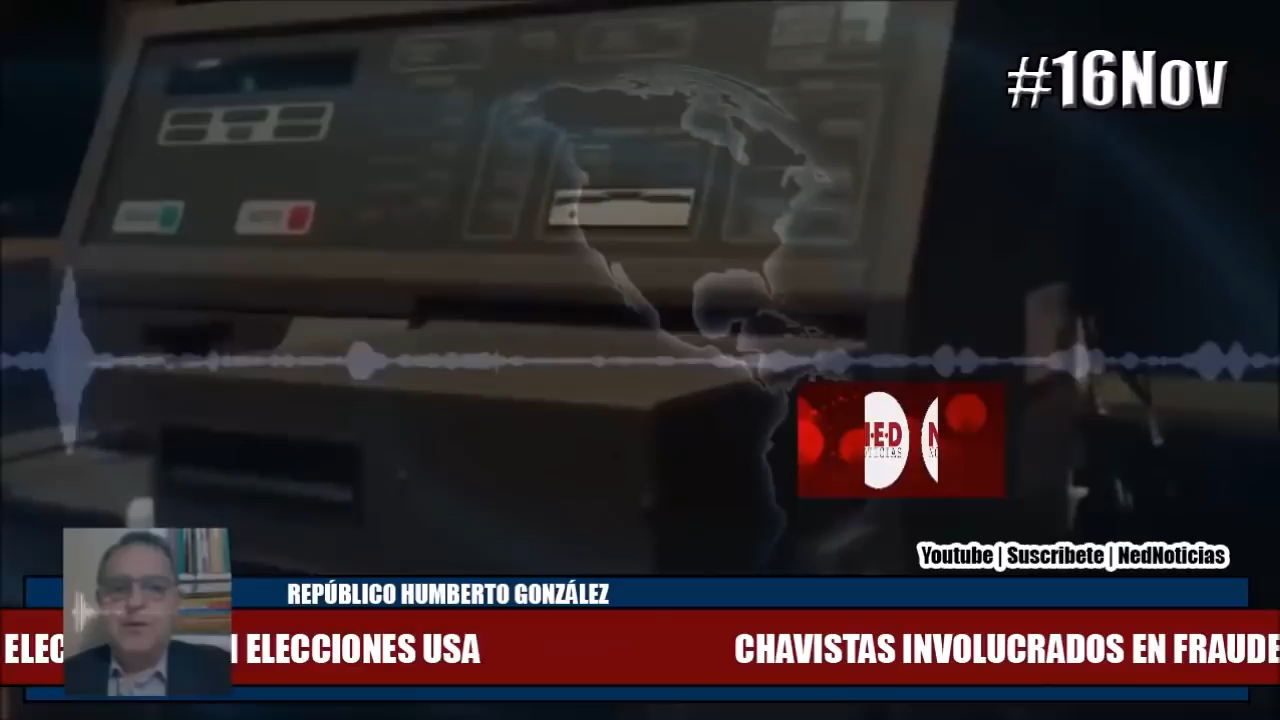 #16Nov
I·E·D
N
Youtube | Suscribete | NedNoticias
REPÚBLICO HUMBERTO GONZÁLEZ
ELEC
ELECCIONES USA
CHAVISTAS INVOLUCRADOS EN FRAUDE